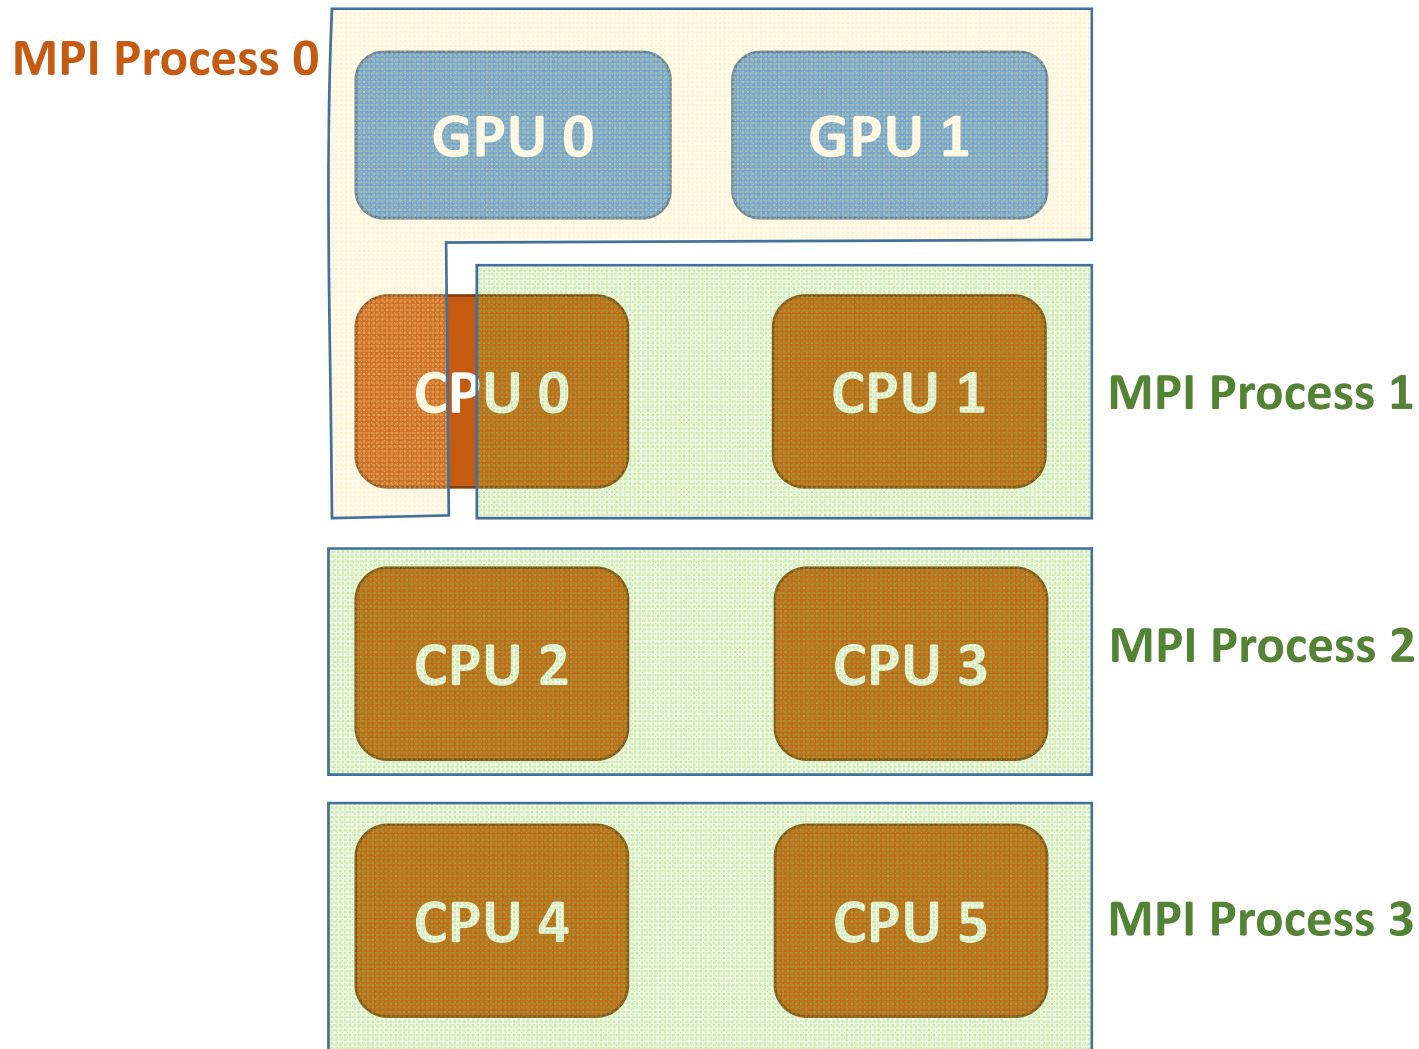 MPI Process 0
GPU 0
GPU 1
CPU 0
CPU 1
MPI Process 1
CPU 2
CPU 3
MPI Process 2
CPU 4
CPU 5
MPI Process 3